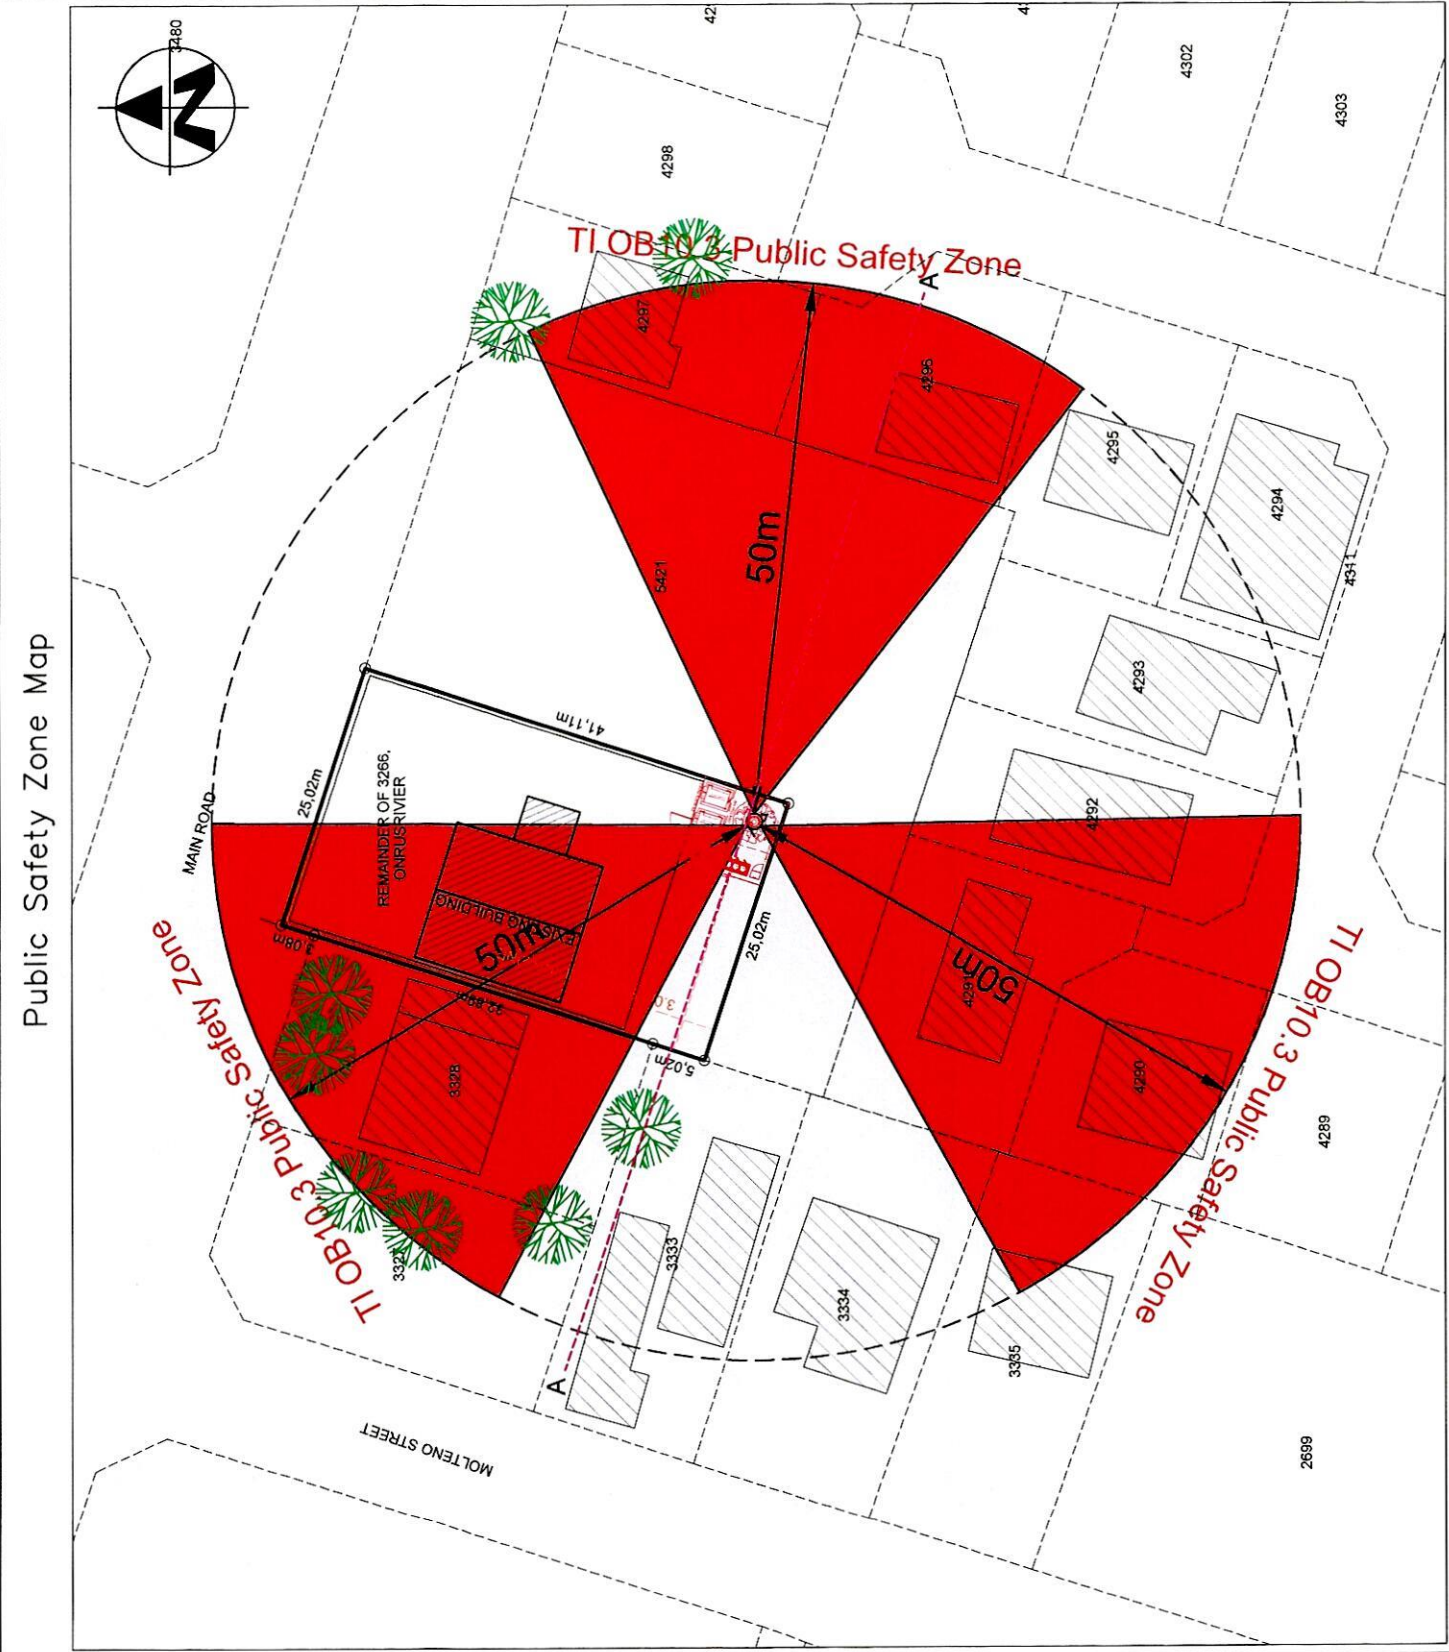 Public Safety Zone Map
N
3480
4302
4303
4298
TI OB10.3 Public Safety Zone
A
4297
4296
4295
4294
4311
50m
5421
4293
41,11m
25,02m
REMAINDER OF 3266,
ONRUSRIVIER
MAIN ROAD
4292
EXISTING BUILDING
50m
25,02m
50m
4290
5,02m
3328
TI OB10.3 Public Safety Zone
TI OB10.3 Public Safety Zone
4289
3333
3334
3335
A
MOLTENO STREET
2699